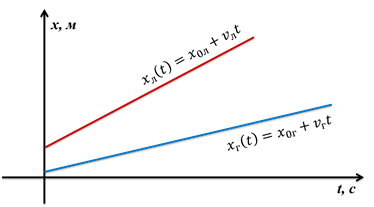 x, м
xл(t) = x0л + vлt
xг(t) = x0г + vгt
t, с